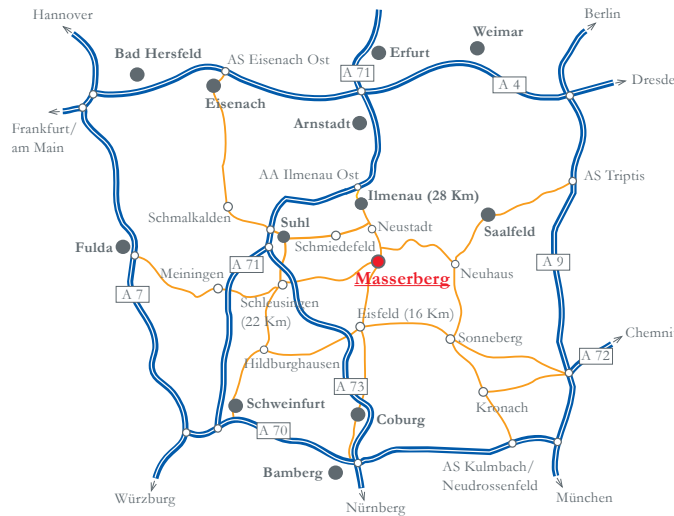 Hannover
Berlin
Weimar
Bad Hersfeld
AS Eisenach Ost
Erfurt
A 71
A 4
Dresde
Eisenach
Frankfurt/
am Main
Arnstadt
AA Ilmenau Ost
AS Triptis
Ilmenau (28 Km)
Schmalkalden
Suhl
Neustadt
Saalfeld
Fulda
Schmiedefeld
A 71
A 9
Meiningen
Masserberg
Neuhaus
A 7
Schleusingen
(22 Km)
Eisfeld (16 Km)
Chemni
Sonneberg
A 72
Hildburghausen
A 73
Schweinfurt
Kronach
Coburg
A 70
Bamberg
AS Kulmbach/
Neudrossenfeld
Würzburg
Nürnberg
München